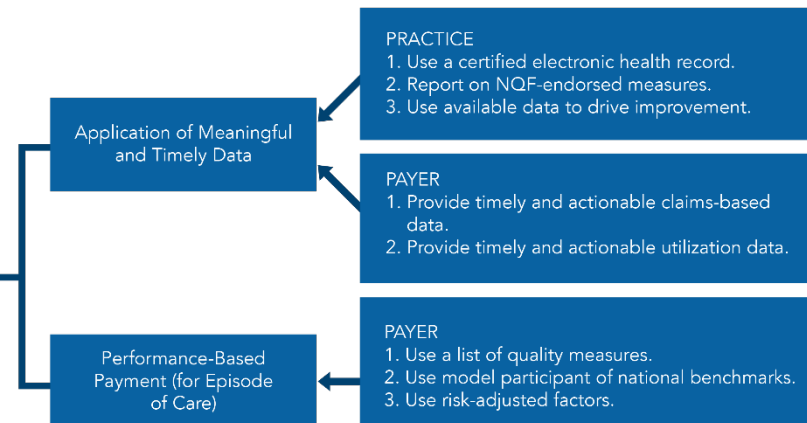 PRACTICE
1. Use a certified electronic health record.
2. Report on NQF-endorsed measures.
3. Use available data to drive improvement.
Application of Meaningful
and Timely Data
PAYER
1. Provide timely and actionable claims-based
data.
2. Provide timely and actionable utilization data.
Performance-Based
Payment (for Episode
of Care)
PAYER
1. Use a list of quality measures.
2. Use model participant of national benchmarks.
3. Use risk-adjusted factors.